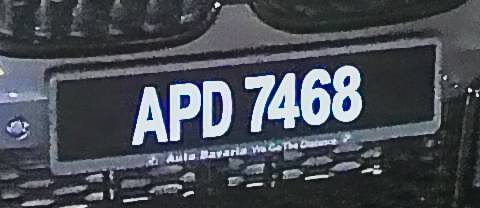 APD 7468
Auto Bavaria We Go The Distance